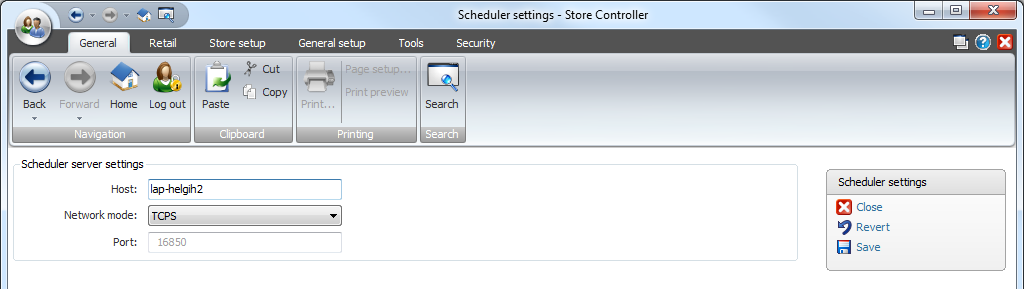 Scheduler settings - Store Controller
General Retail Store setup General setup Tools Security
Back Forward Home Log out Paste Cut Copy Print... Page setup... Print preview Search
Navigation Clipboard Printing Search
Scheduler server settings
Host: lap-helgih2
Network mode: TCPS
Port: 16850
Scheduler settings
Close
Revert
Save